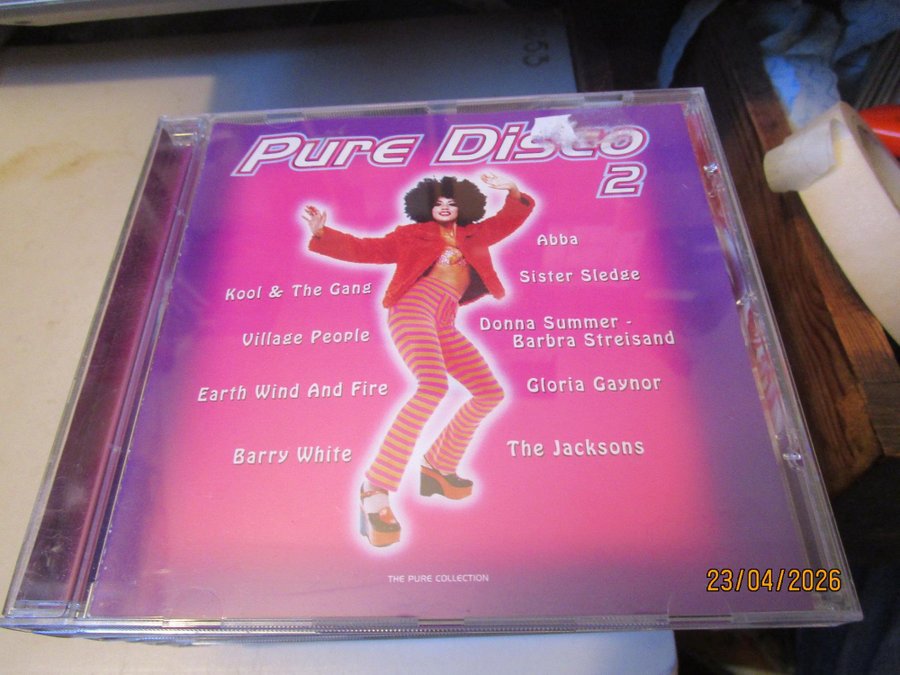 Pure Disco
2
Abba
Sister Sledge
Kool & The Gang
Donna Summer -
Barbra Streisand
Village People
Gloria Gaynor
Earth Wind And Fire
The Jacksons
Barry White
THE PURE COLLECTION
23/04/2026